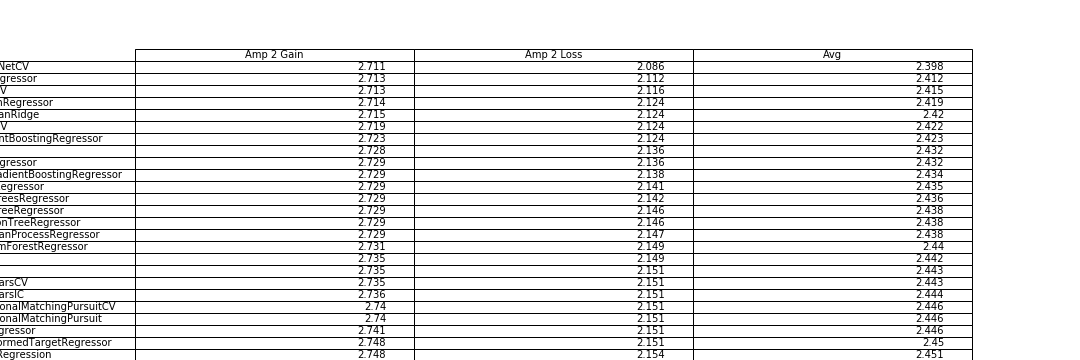 Amp 2 Gain Amp 2 Loss Avg
NetCV 2.711 2.086 2.398
gressor 2.713 2.112 2.412
V 2.713 2.116 2.415
nRegressor 2.714 2.124 2.419
anRidge 2.715 2.124 2.42
V 2.719 2.124 2.422
ntBoostingRegressor 2.723 2.124 2.423
2.728 2.136 2.432
gressor 2.729 2.136 2.432
adientBoostingRegressor 2.729 2.138 2.434
Regressor 2.729 2.141 2.435
reesRegressor 2.729 2.142 2.436
reeRegressor 2.729 2.146 2.438
onTreeRegressor 2.729 2.146 2.438
anProcessRegressor 2.729 2.147 2.438
mForestRegressor 2.731 2.149 2.44
2.735 2.149 2.442
2.735 2.151 2.443
arsCV 2.735 2.151 2.443
arsIC 2.736 2.151 2.444
onalMatchingPursuitCV 2.74 2.151 2.446
onalMatchingPursuit 2.74 2.151 2.446
gressor 2.741 2.151 2.446
ormedTargetRegressor 2.748 2.151 2.45
Regression 2.748 2.154 2.451